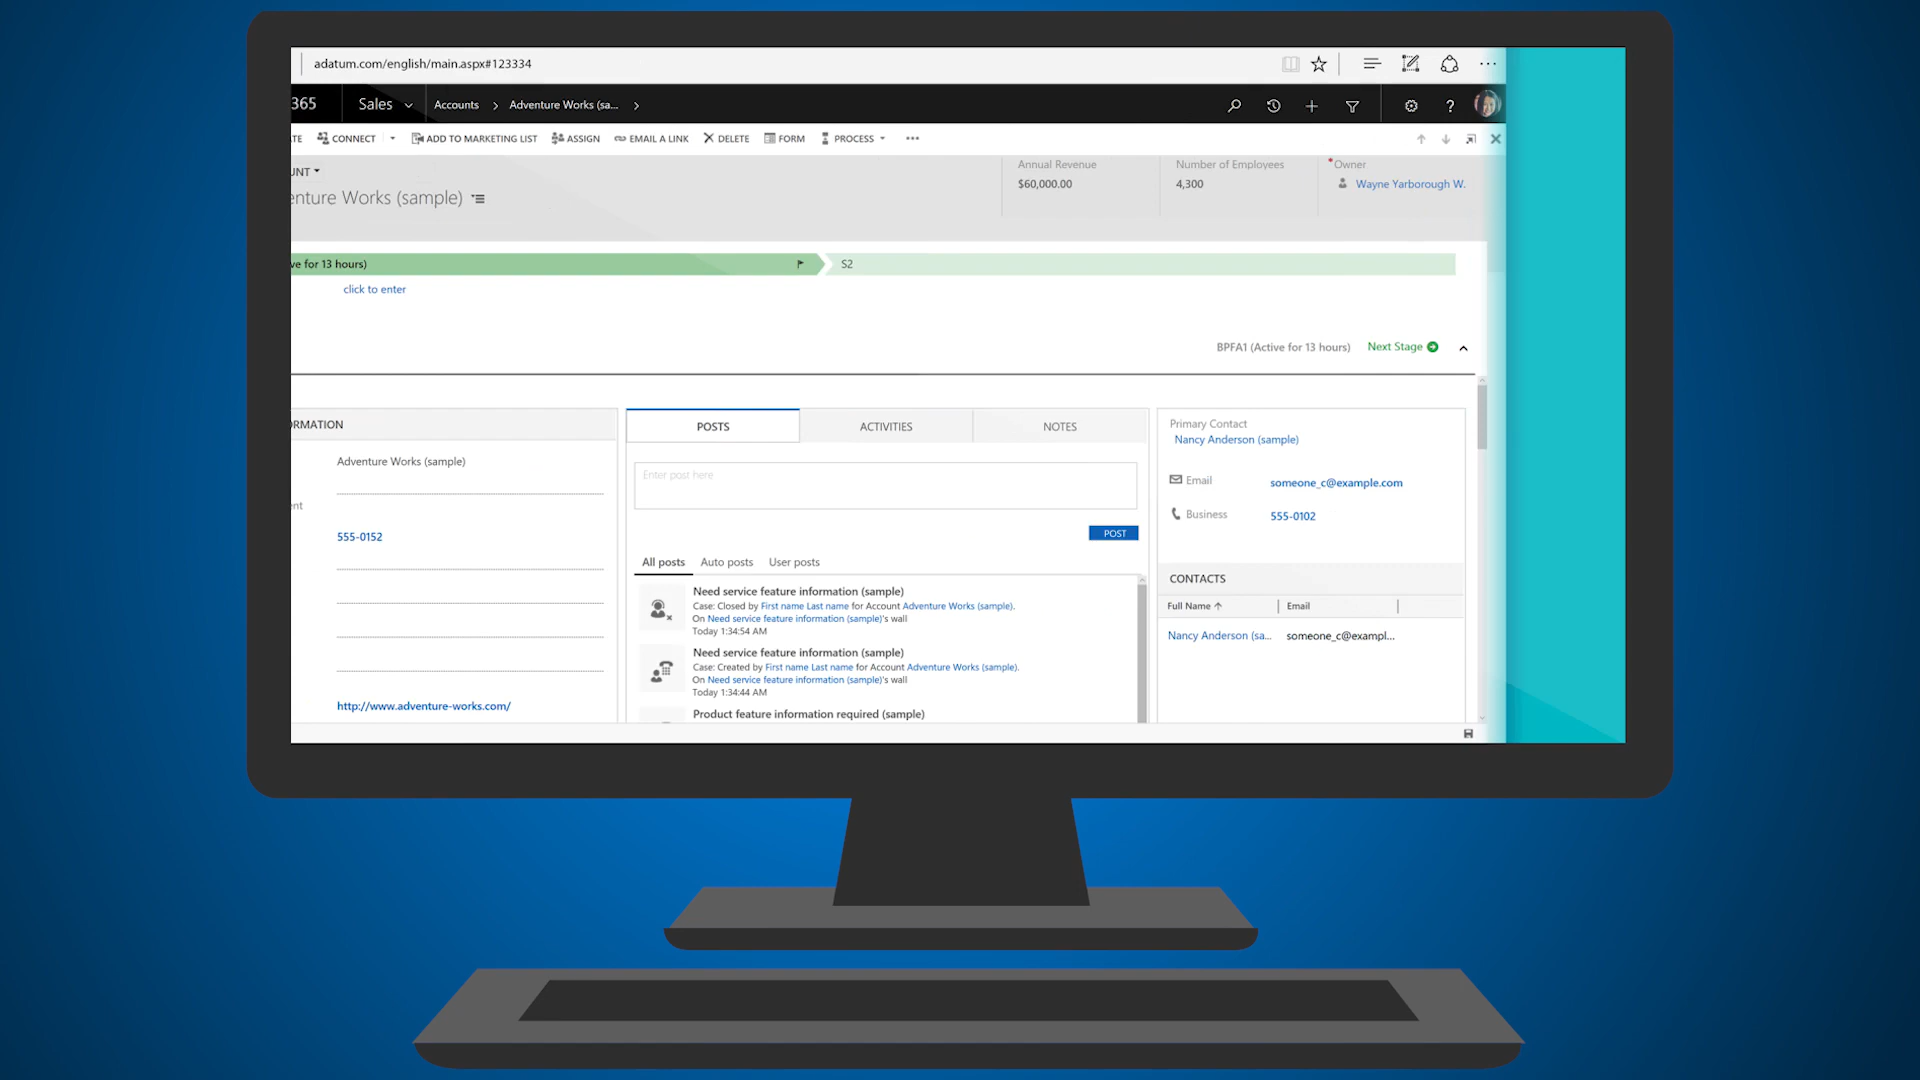 adatum.com/english/main.aspx#123334
365 Sales Accounts Adventure Works (sa...
TE CONNECT ADD TO MARKETING LIST ASSIGN EMAIL A LINK DELETE FORM PROCESS
UNT
enture Works (sample)
Annual Revenue
$60,000.00
Number of Employees
4,300
*Owner
Wayne Yarborough W.
ve for 13 hours)
S2
click to enter
BPFA1 (Active for 13 hours) Next Stage
ORMATION
Adventure Works (sample)
ent
555-0152
http://www.adventure-works.com/
POSTS ACTIVITIES NOTES
Enter post here
POST
All posts Auto posts User posts
Need service feature information (sample)
Case: Closed by First name Last name for Account Adventure Works (sample).
On Need service feature information (sample)'s wall
Today 1:34:54 AM
Need service feature information (sample)
Case: Created by First name Last name for Account Adventure Works (sample).
On Need service feature information (sample)'s wall
Today 1:34:44 AM
Product feature information required (sample)
Primary Contact
Nancy Anderson (sample)
Email someone_c@example.com
Business 555-0102
CONTACTS
Full Name Email
Nancy Anderson (sa... someone_c@exampl...